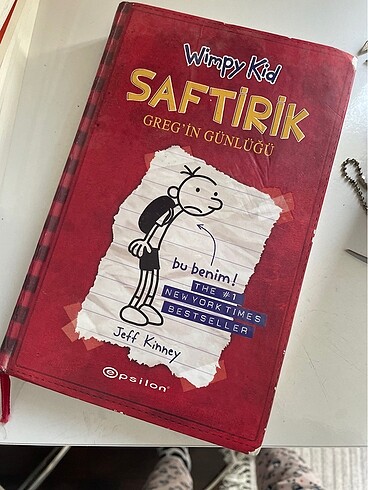 Wimpy Kid
SAFTİRİK
GREG'İN GÜNLÜĞÜ
bu benim!
THE #1
NEW YORK TIMES
BESTSELLER
Jeff Kinney
epsilon®